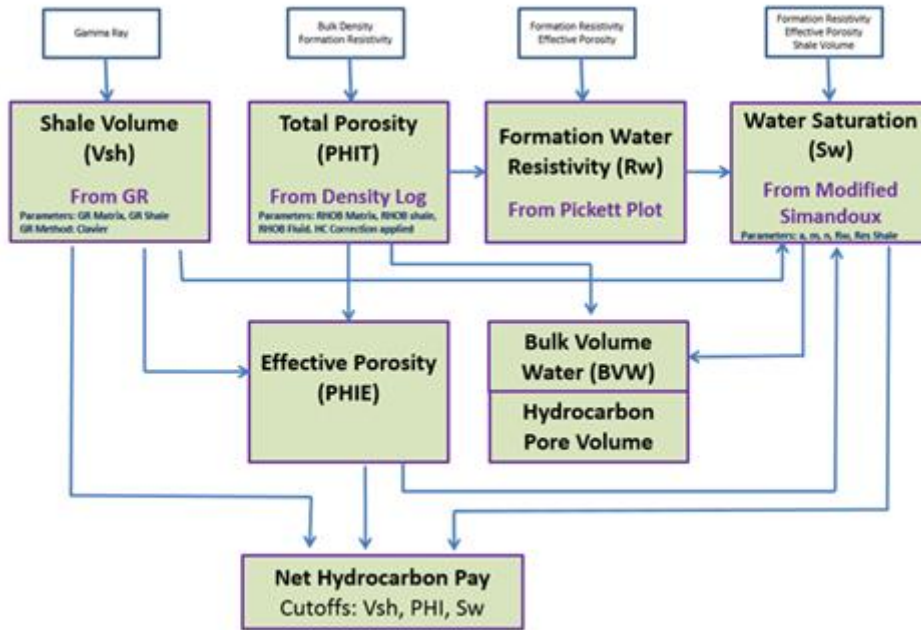 Gamma Ray
Bulk Density
Formation Resistivity
Formation Resistivity
Effective Porosity
Formation Resistivity
Effective Porosity
Shale Volume
Shale Volume
(Vsh)
From GR
Parameters: GR Matrix, GR Shale
GR Method: Clavier
Total Porosity
(PHIT)
From Density Log
Parameters: RHOB Matrix, RHOB shale,
RHOB Fluid. HC Correction applied
Formation Water
Resistivity (Rw)
From Pickett Plot
Water Saturation
(Sw)
From Modified
Simandoux
Parameters: a, m, n, Rw, Res Shale
Effective Porosity
(PHIE)
Bulk Volume
Water (BVW)
Hydrocarbon
Pore Volume
Net Hydrocarbon Pay
Cutoffs: Vsh, PHI, Sw